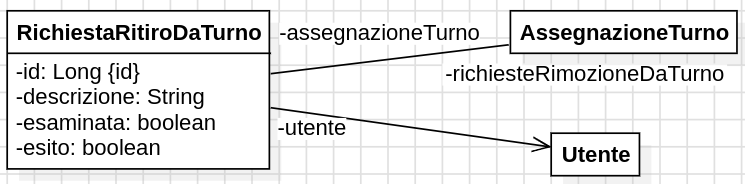 RichiestaRitiroDaTurno
-id: Long {id}
-descrizione: String
-esaminata: boolean
-esito: boolean
-assegnazioneTurno
AssegnazioneTurno
-richiesteRimozioneDaTurno
-utente
Utente